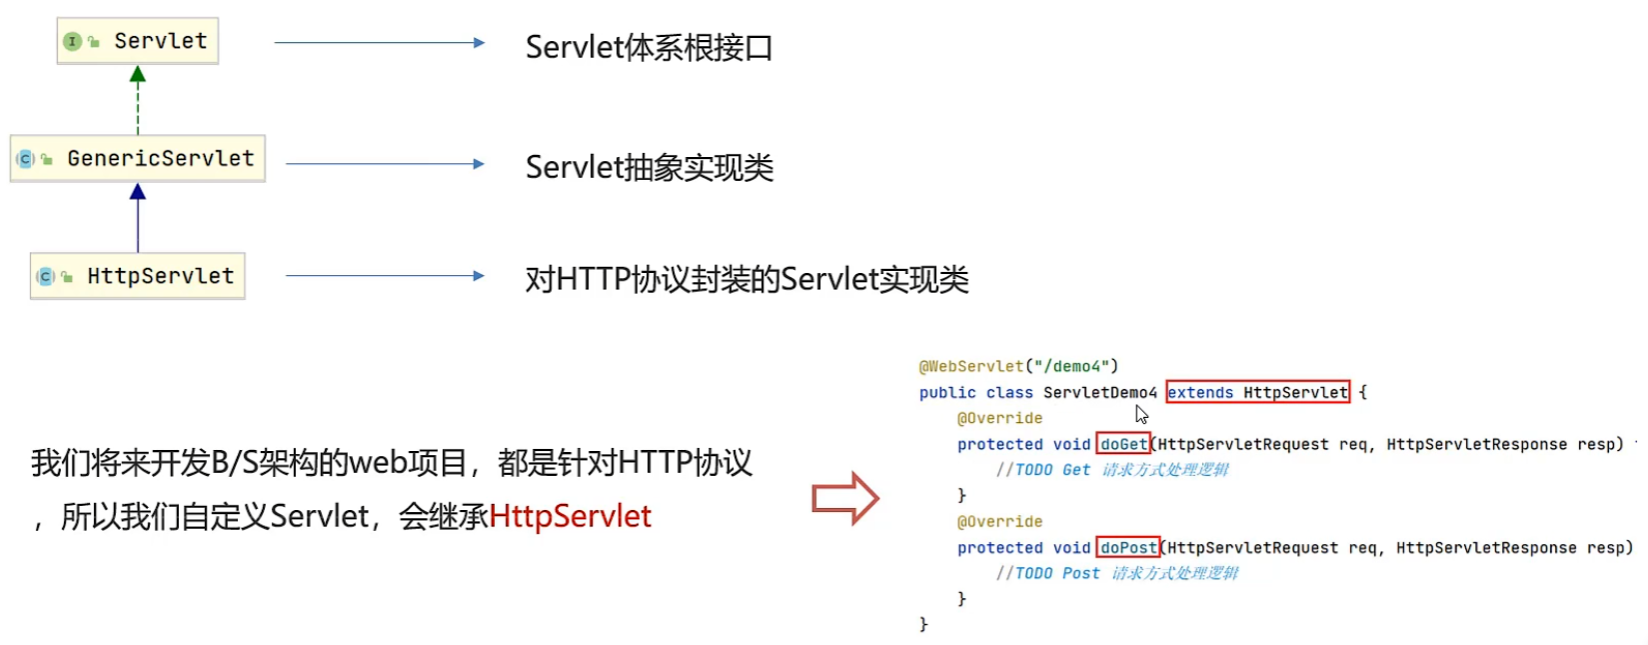 Servlet
Servlet体系根接口
GenericServlet
Servlet抽象实现类
HttpServlet
对HTTP协议封装的Servlet实现类
我们将来开发B/S架构的web项目，都是针对HTTP协议
，所以我们自定义Servlet，会继承HttpServlet
@WebServlet("/demo4")
public class ServletDemo4 extends HttpServlet {
@Override
protected void doGet(HttpServletRequest req, HttpServletResponse resp)
//TODO Get 请求方式处理逻辑
}
@Override
protected void doPost(HttpServletRequest req, HttpServletResponse resp)
//TODO Post 请求方式处理逻辑
}
}